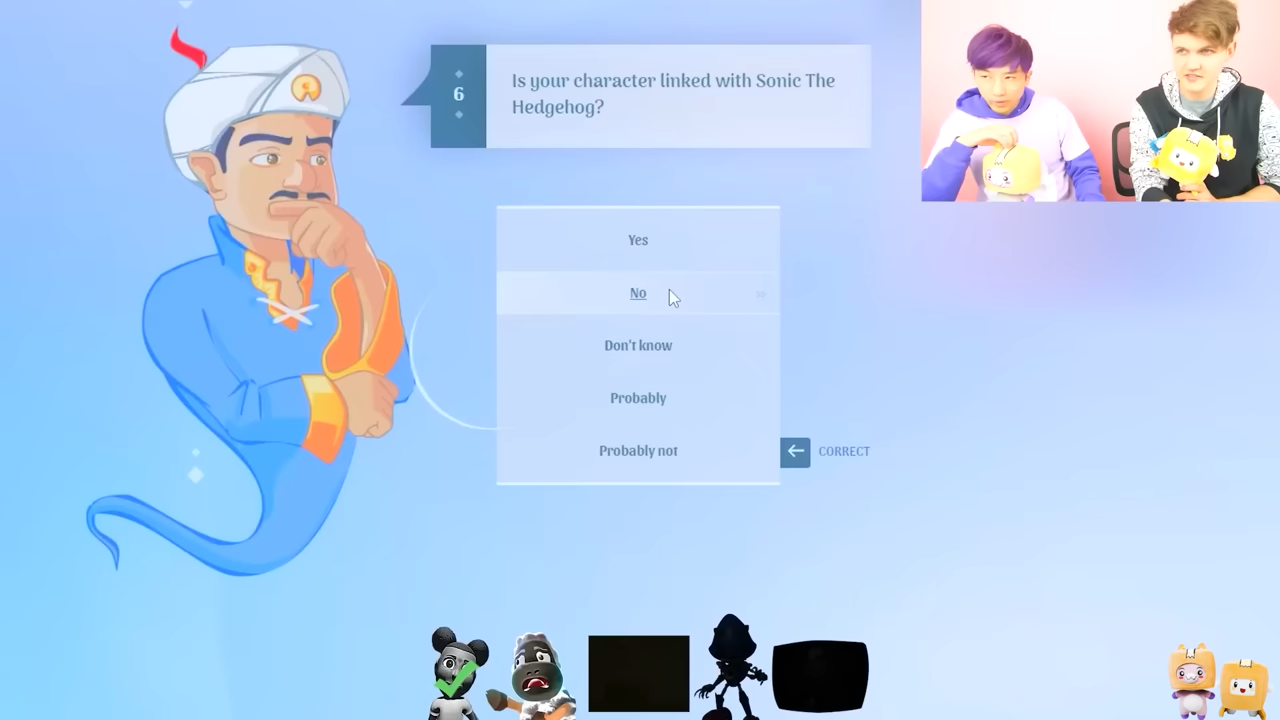 6
Is your character linked with Sonic The
Hedgehog?
Yes
No
Don't know
Probably
Probably not
CORRECT